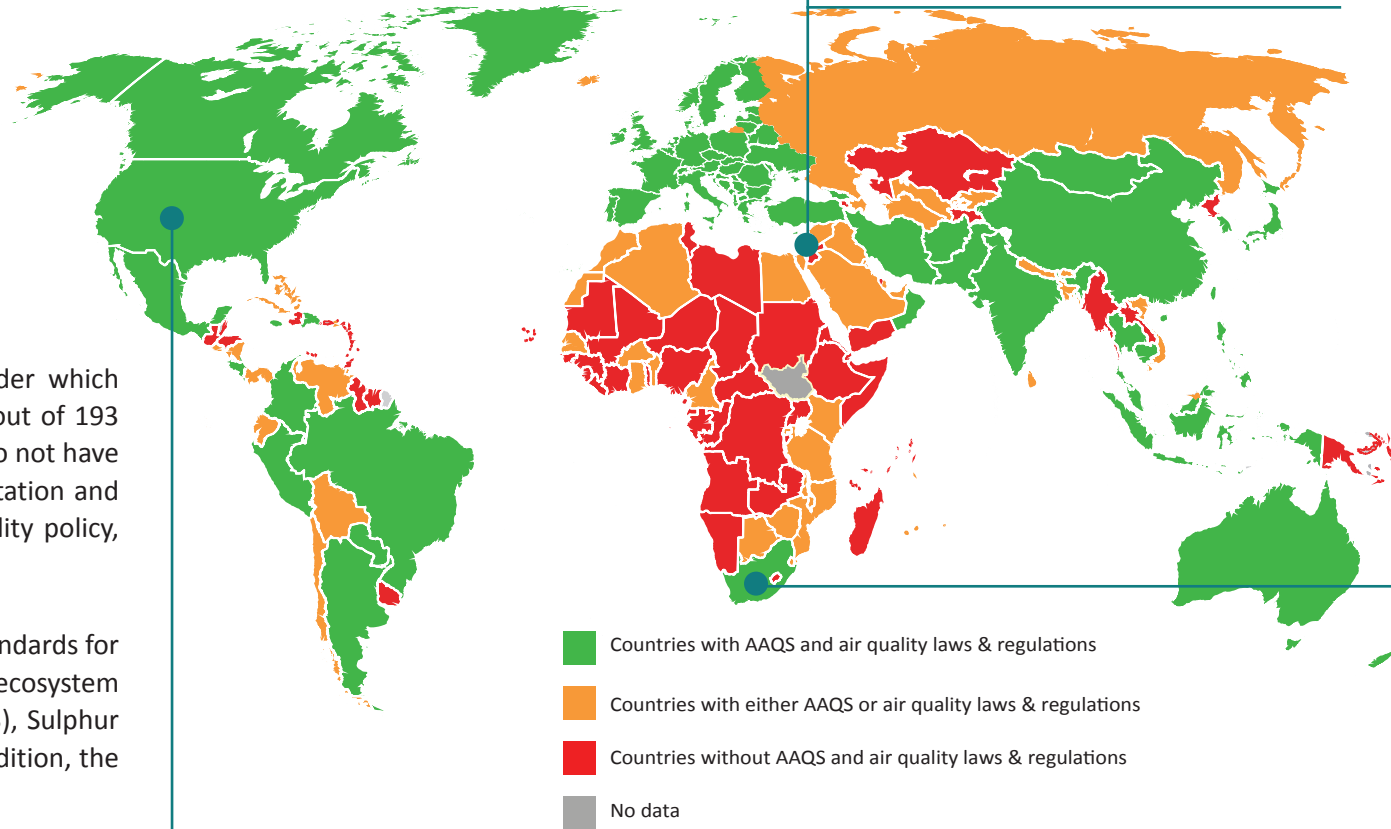 der which
out of 193
o not have
tation and
lity policy,
ndards for
ecosystem
), Sulphur
dition, the
Countries with AAQS and air quality laws & regulations
Countries with either AAQS or air quality laws & regulations
Countries without AAQS and air quality laws & regulations
No data